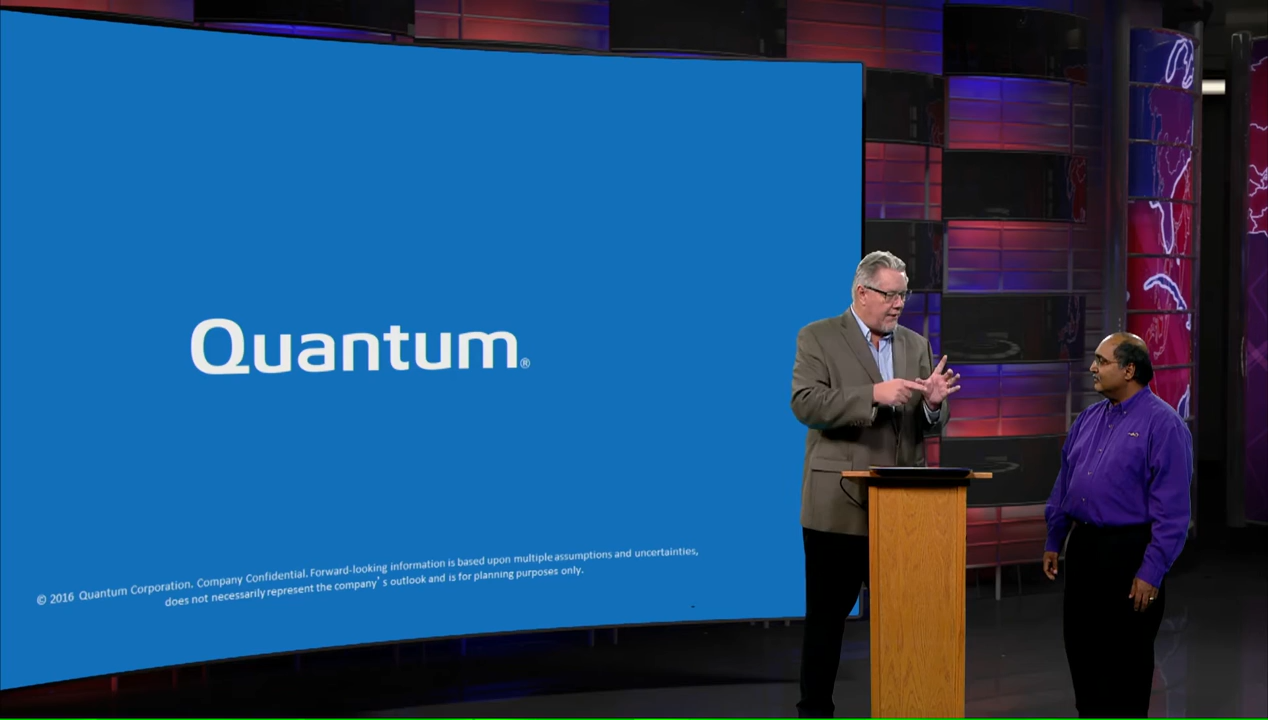 Quantum®
© 2016 Quantum Corporation. Company Confidential. Forward-looking information is based upon multiple assumptions and uncertainties,
does not necessarily represent the company's outlook and is for planning purposes only.